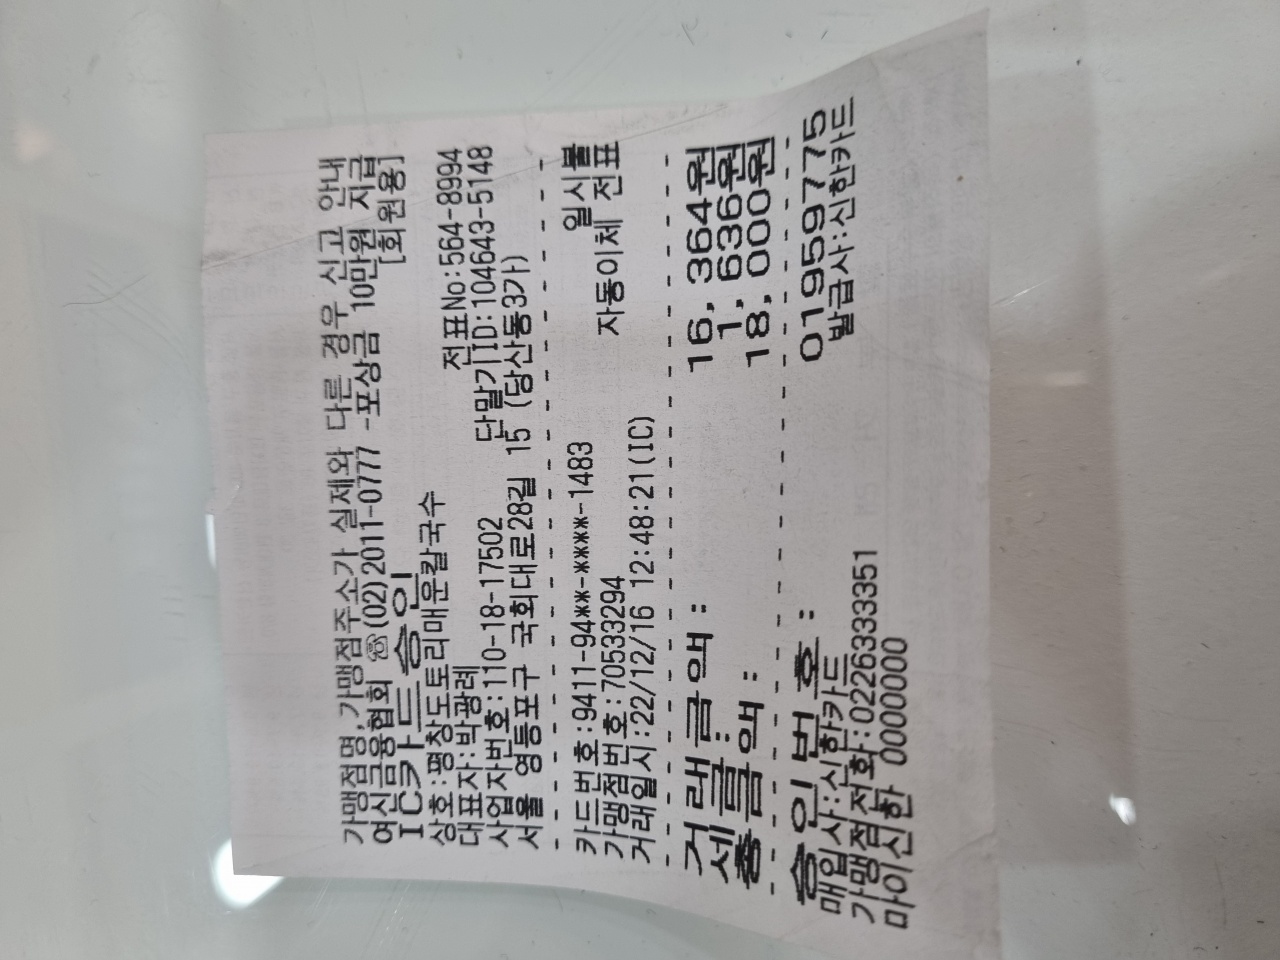 가맹점명,가맹점주소가 실제와 다른 경우 신고 안내
여신금융협회 ☏(02)2011-0777 -포상금 10만원 지급
IC카드승인 [회원용]
상호:평창도토리매운칼국수
대표자:박광례 전표No:564-8994
사업자번호:110-18-17502 단말기ID:104643-5148
서울 영등포구 국회대로28길 15 (당산동3가)
카드번호:9411-94**-****-1483 일시불
가맹점번호:70533294 자동이체 전표
거래일시:22/12/16 12:48:21(IC)
거래금액: 16,364원
세금: 1,636원
총액: 18,000원
승인번호: 01959775
매입사:신한카드 발급사:신한카드
가맹점전화:0226333351
마이신한 0000000